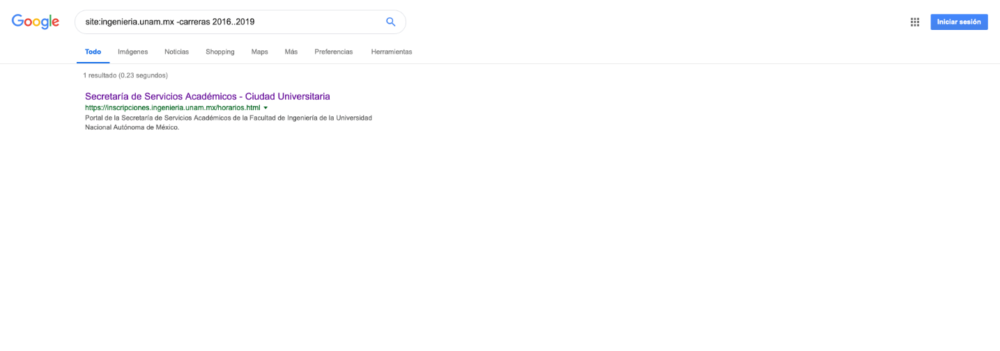 Google
site:ingenieria.unam.mx -carreras 2016..2019
Iniciar sesión
Todo Imágenes Noticias Shopping Maps Más Preferencias Herramientas
1 resultado (0.23 segundos)
Secretaría de Servicios Académicos - Ciudad Universitaria
https://inscripciones.ingenieria.unam.mx/horarios.html
Portal de la Secretaría de Servicios Académicos de la Facultad de Ingeniería de la Universidad
Nacional Autónoma de México.